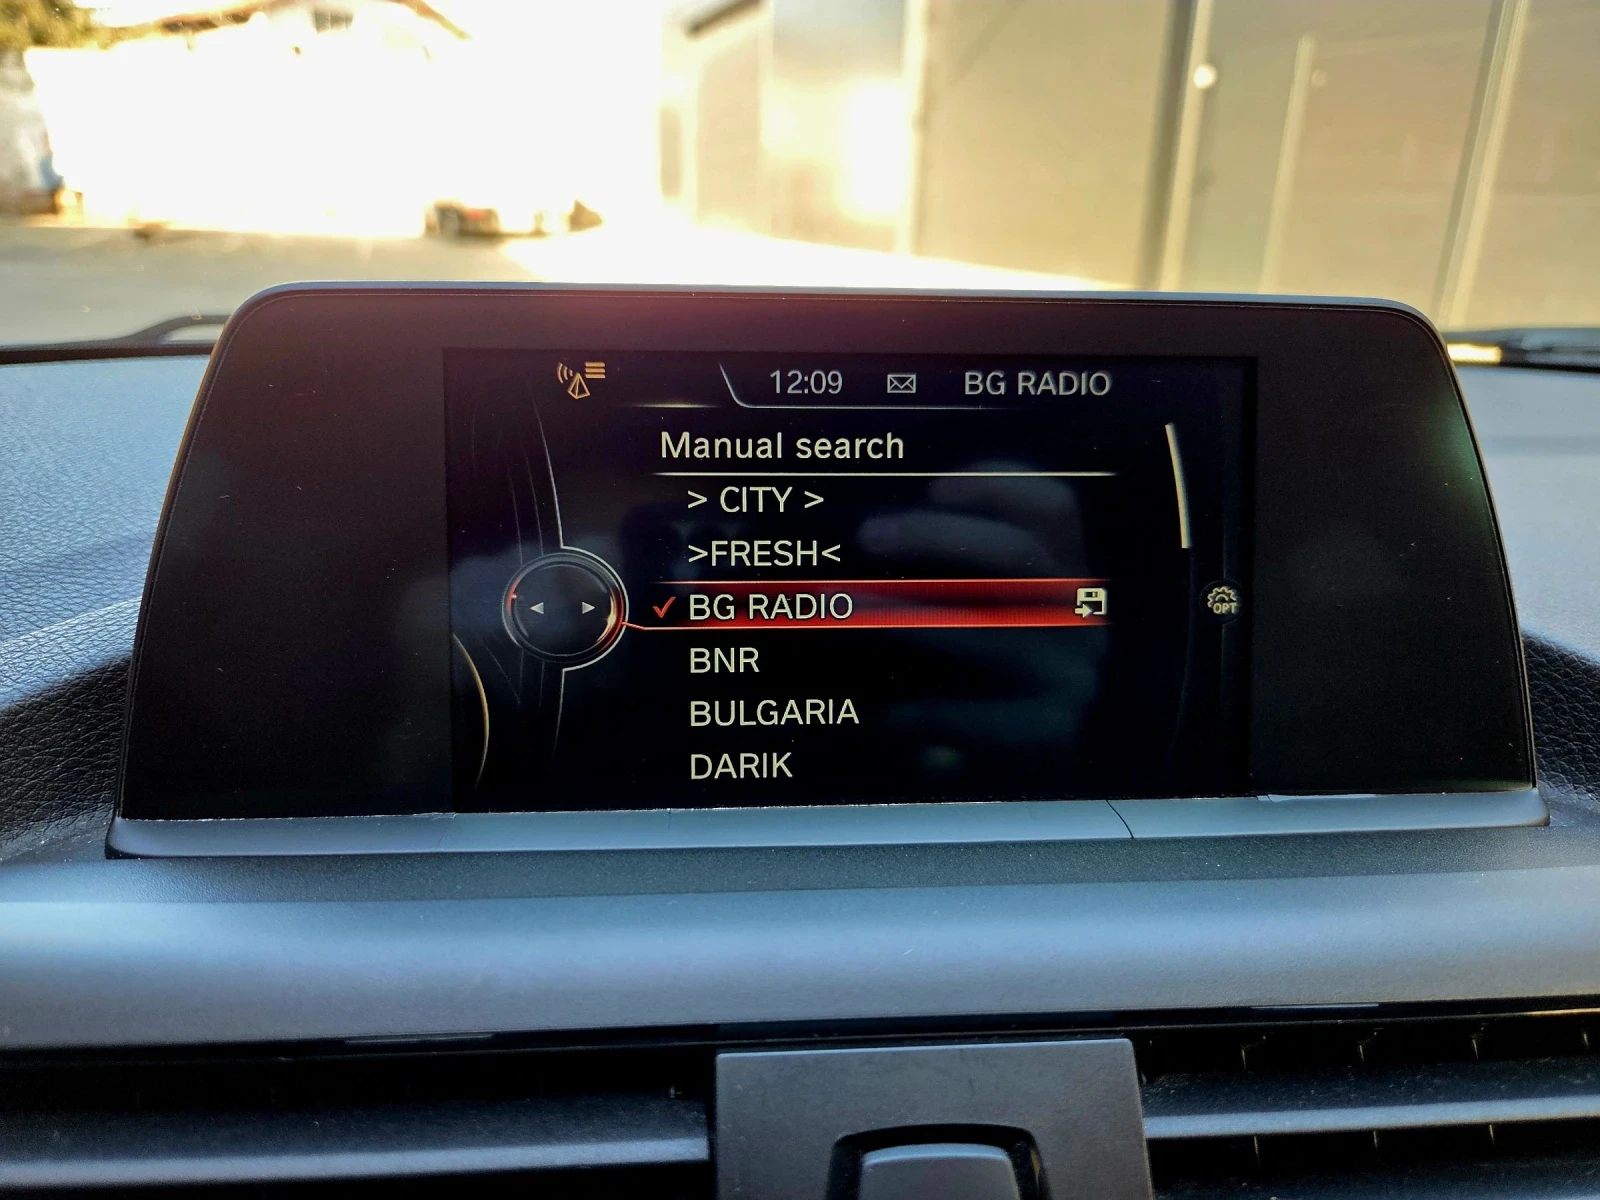 12:09 BG RADIO
Manual search
> CITY >
>FRESH<
BG RADIO
OPT
BNR
BULGARIA
DARIK